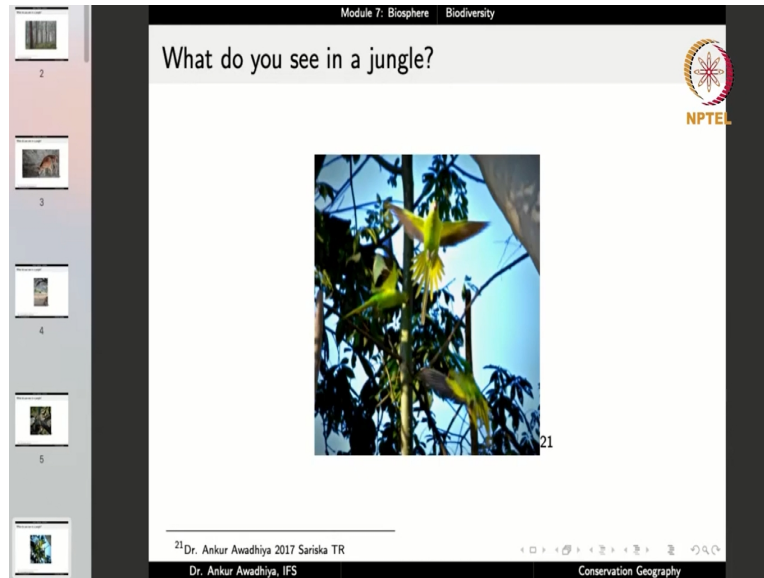 Module 7: Biosphere Biodiversity
What do you see in a jungle?
NPTEL
2
3
4
5
21
21Dr. Ankur Awadhiya 2017 Sariska TR
Dr. Ankur Awadhiya, IFS Conservation Geography